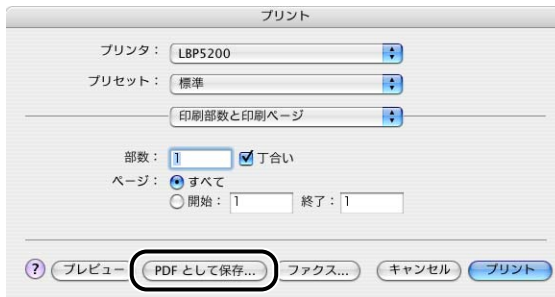 プリント
プリンタ： LBP5200
プリセット： 標準
印刷部数と印刷ページ
部数： 1 丁合い
ページ： すべて
開始： 1 終了： 1
? プレビュー PDF として保存... ファクス... キャンセル プリント